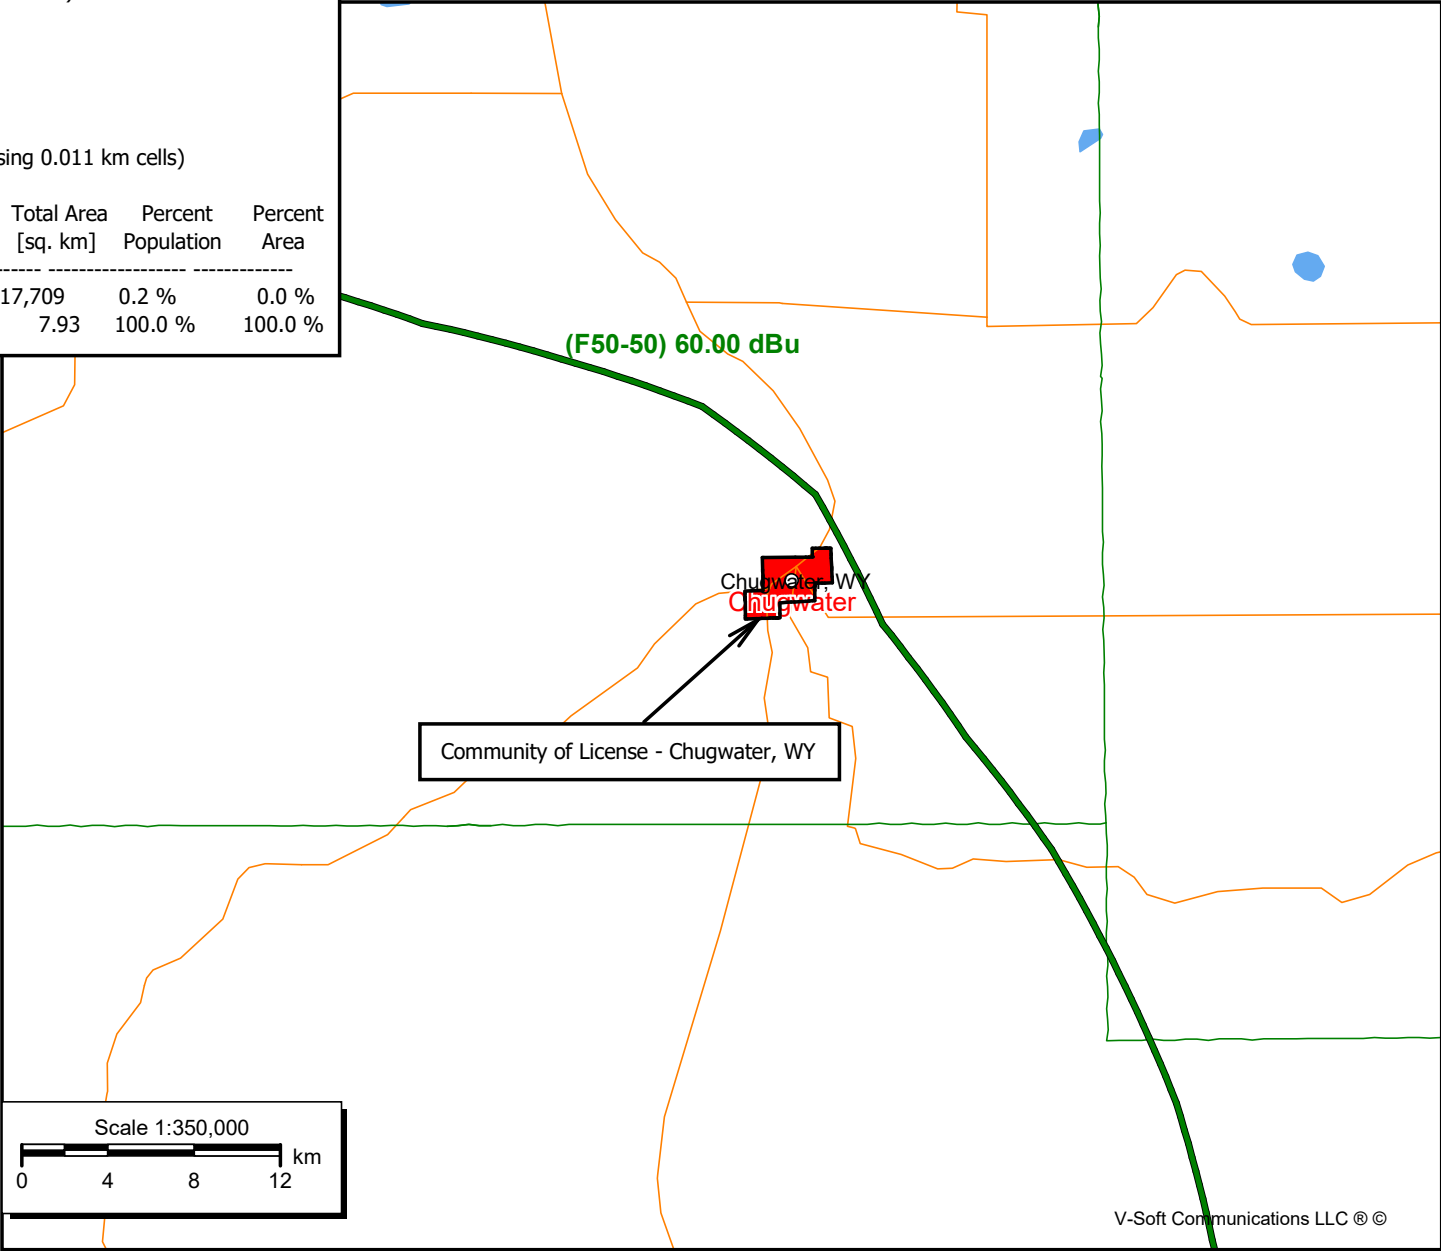 sing 0.011 km cells)
Total Area Percent Percent
[sq. km] Population Area
------ ------------------ -------------
17,709 0.2 % 0.0 %
7.93 100.0 % 100.0 %
(F50-50) 60.00 dBu
Chugwater, WY
Chugwater
Community of License - Chugwater, WY
Scale 1:350,000
km
0 4 8 12
V-Soft Communications LLC ® ©